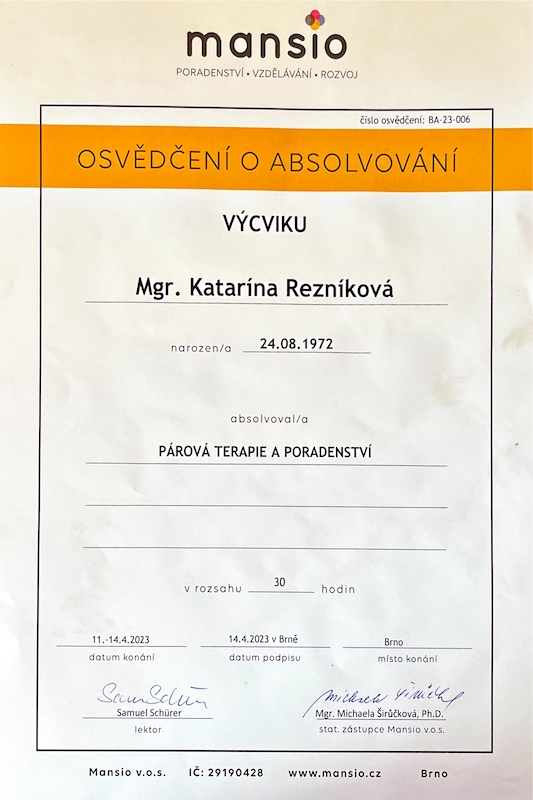 mansio
PORADENSTVÍ • VZDĚLÁVÁNÍ • ROZVOJ
číslo osvědčení: BA-23-006
OSVĚDČENÍ O ABSOLVOVÁNÍ
VÝCVIKU
Mgr. Katarína Rezníková
narozen/a 24.08.1972
absolvoval/a
PÁROVÁ TERAPIE A PORADENSTVÍ
v rozsahu 30 hodin
11.-14.4.2023 14.4.2023 v Brně Brno
datum konání datum podpisu místo konání
Samuel Schürer Mgr. Michaela Širůčková, Ph.D.
lektor stat. zástupce Mansio v.o.s.
Mansio v.o.s. IČ: 29190428 www.mansio.cz Brno